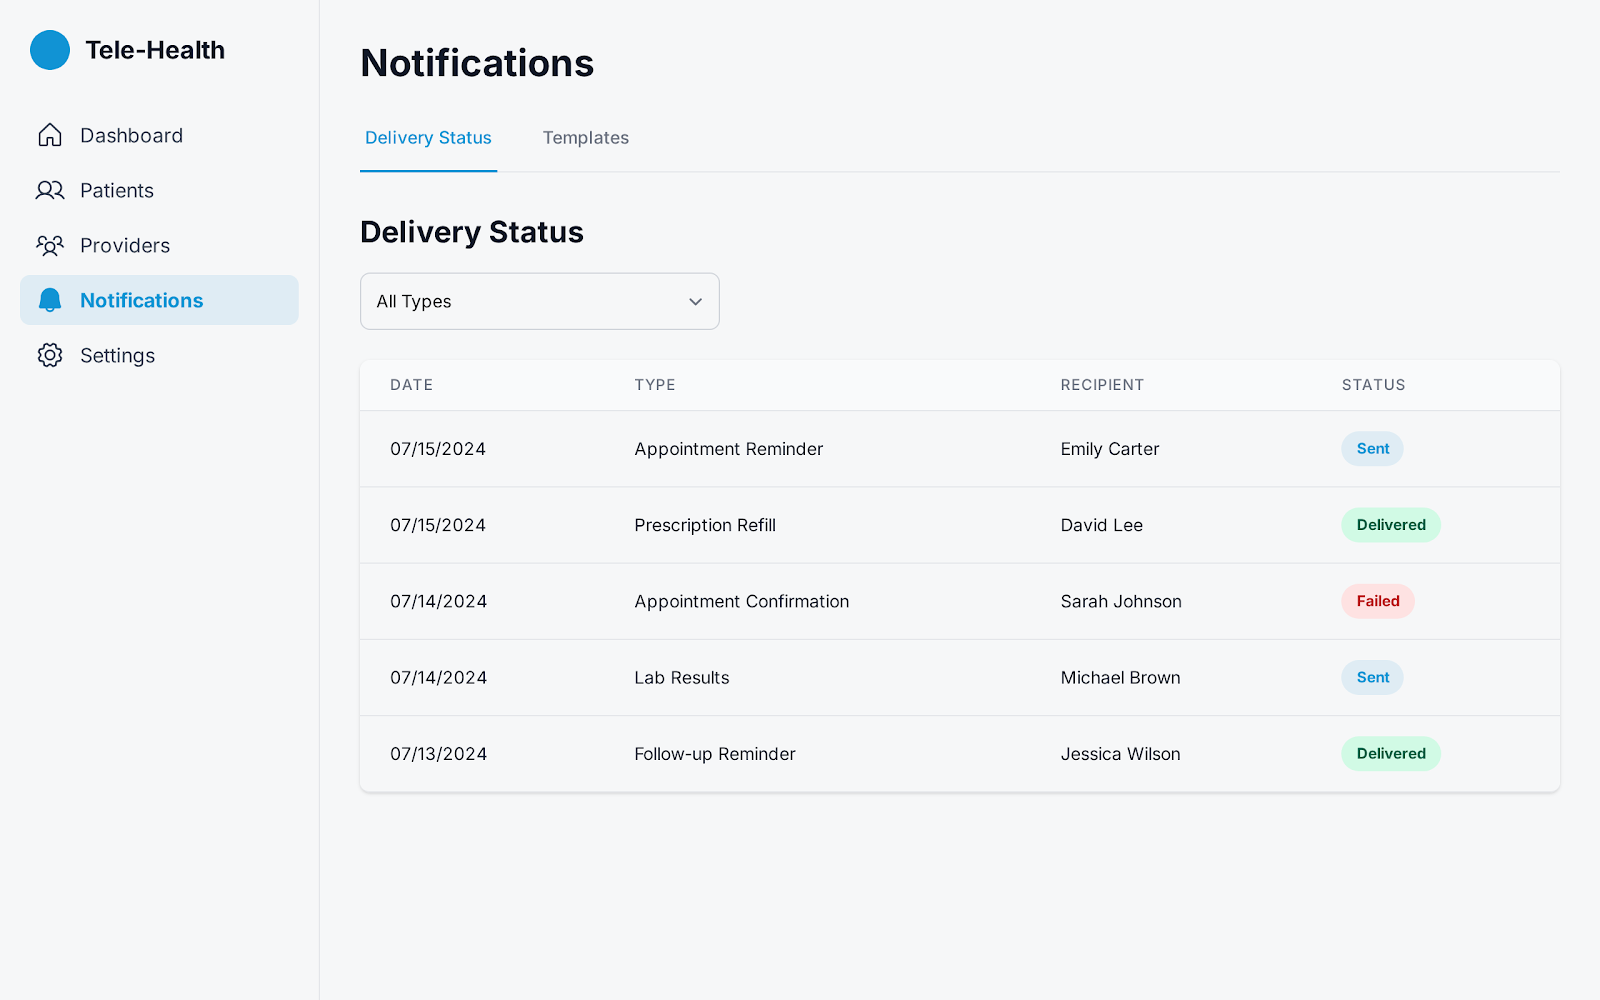 Tele-Health
Dashboard
Patients
Providers
Notifications
Settings
Notifications
Delivery Status Templates
Delivery Status
All Types
DATE TYPE RECIPIENT STATUS
07/15/2024 Appointment Reminder Emily Carter Sent
07/15/2024 Prescription Refill David Lee Delivered
07/14/2024 Appointment Confirmation Sarah Johnson Failed
07/14/2024 Lab Results Michael Brown Sent
07/13/2024 Follow-up Reminder Jessica Wilson Delivered